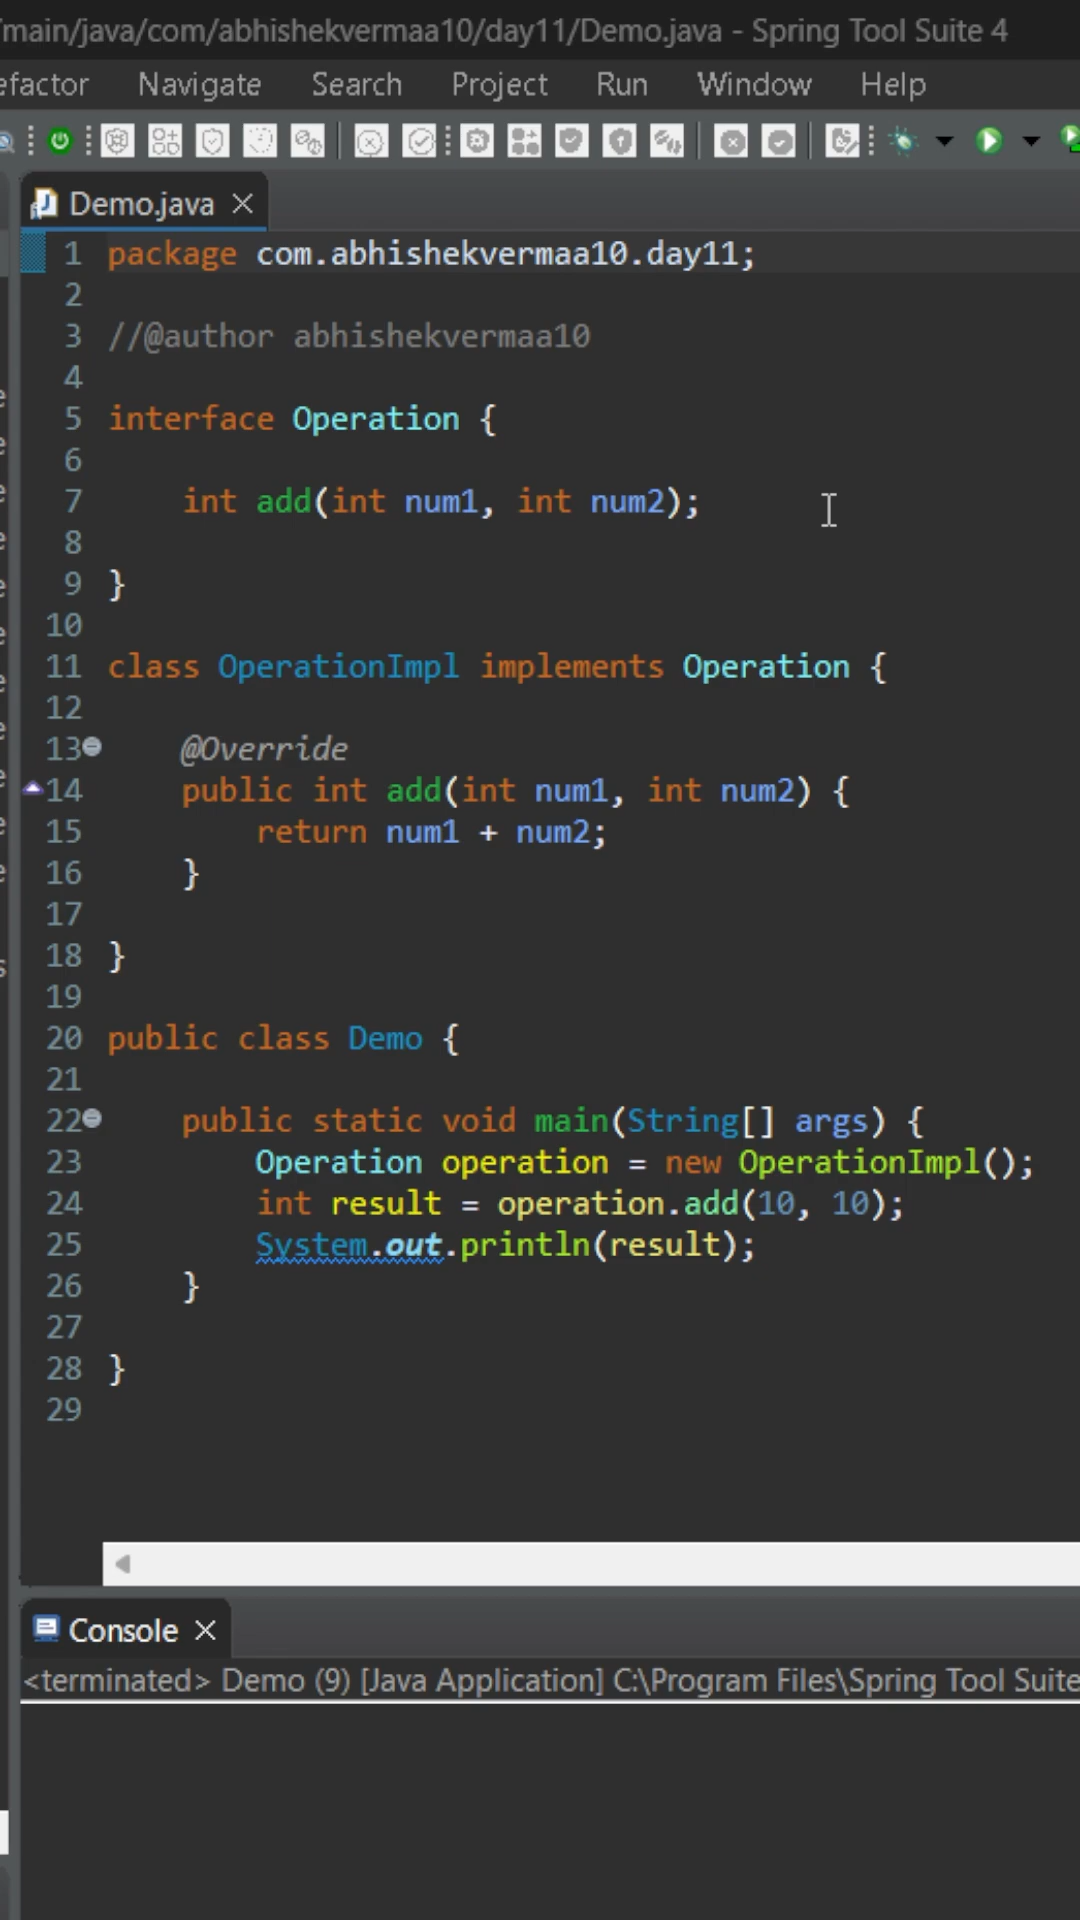 /main/java/com/abhishekvermaa10/day11/Demo.java - Spring Tool Suite 4
efactor Navigate Search Project Run Window Help
Demo.java
1 package com.abhishekvermaa10.day11;
2
3 //@author abhishekvermaa10
4
5 interface Operation {
6
7     int add(int num1, int num2);
8
9 }
10
11 class OperationImpl implements Operation {
12
13     @Override
14     public int add(int num1, int num2) {
15         return num1 + num2;
16     }
17
18 }
19
20 public class Demo {
21
22     public static void main(String[] args) {
23         Operation operation = new OperationImpl();
24         int result = operation.add(10, 10);
25         System.out.println(result);
26     }
27
28 }
29
Console
<terminated> Demo (9) [Java Application] C:\Program Files\Spring Tool Suite